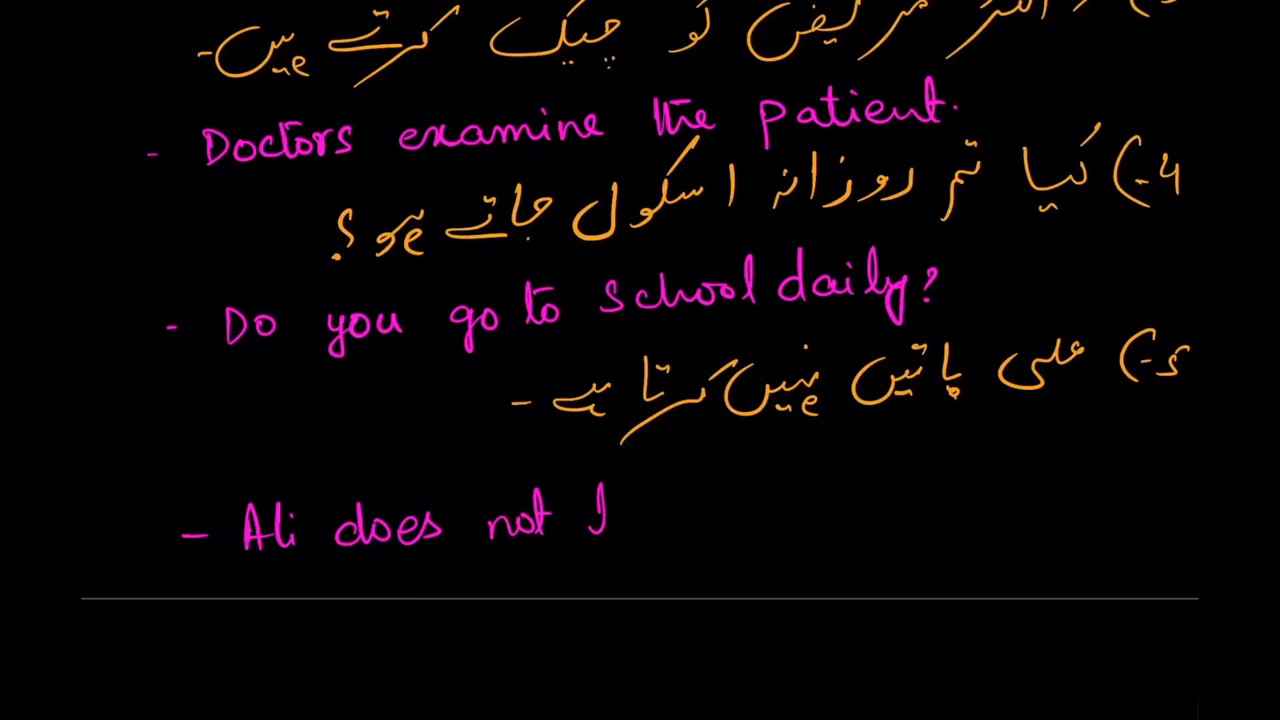 ڈاکٹر مریض کو چیک کرتے ہیں۔
- Doctors examine the patient.
4-) کیا تم روزانہ اسکول جاتے ہو؟
- Do you go to school daily?
5-) علی باتیں نہیں کرتا ہے۔
- Ali does not